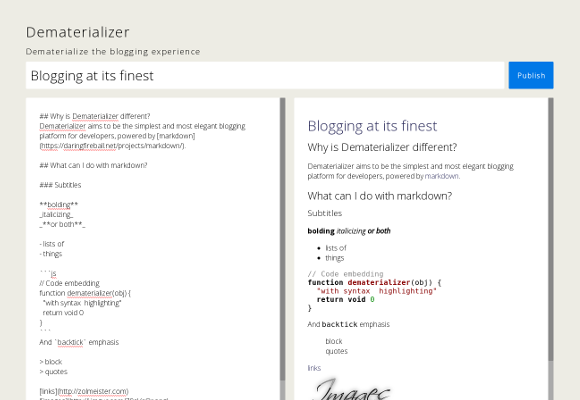 Dematerializer
Dematerialize the blogging experience
Blogging at its finest
Publish
## Why is Dematerializer different?
Dematerializer aims to be the simplest and most elegant blogging
platform for developers, powered by [markdown]
(https://daringfireball.net/projects/markdown/).
## What can I do with markdown?
### Subtitles
**bolding**
_italicizing_
_**or both**_
- lists of
- things
```js
// Code embedding
function dematerializer(obj) {
"with syntax highlighting"
return void 0
}
```
And `backtick` emphasis
> block
> quotes
[links](http://zolmeister.com)
Blogging at its finest
Why is Dematerializer different?
Dematerializer aims to be the simplest and most elegant blogging
platform for developers, powered by markdown.
What can I do with markdown?
Subtitles
bolding italicizing or both
lists of
things
// Code embedding
function dematerializer(obj) {
"with syntax highlighting"
return void 0
}
And backtick emphasis
block
quotes
links
Images